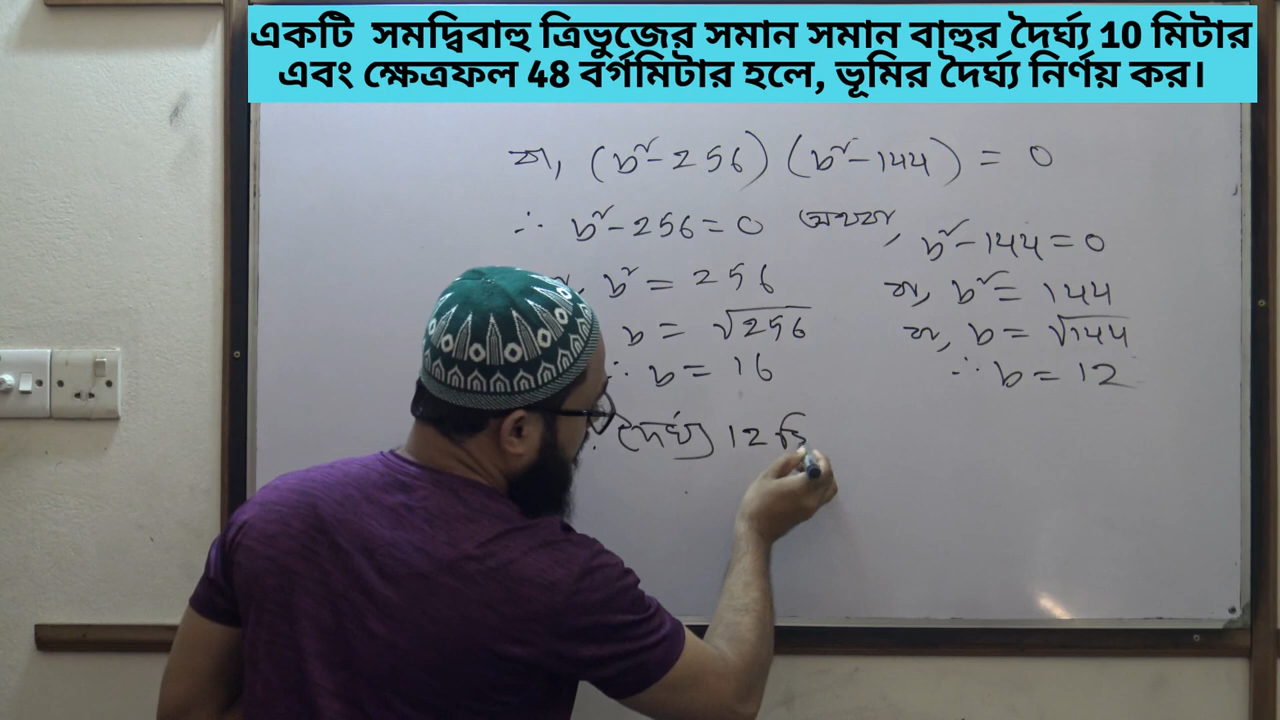 একটি সমদ্বিবাহু ত্রিভুজের সমান সমান বাহুর দৈর্ঘ্য 10 মিটার
এবং ক্ষেত্রফল 48 বর্গমিটার হলে, ভূমির দৈর্ঘ্য নির্ণয় কর।
বা, (b²-256) (b²-144) = 0
∴ b²-256=0 অথবা, b²-144=0
b² = 256 বা, b² = 144
b = √256 বা, b = √144
∴ b = 16 ∴ b = 12
দৈর্ঘ্য 12 মি